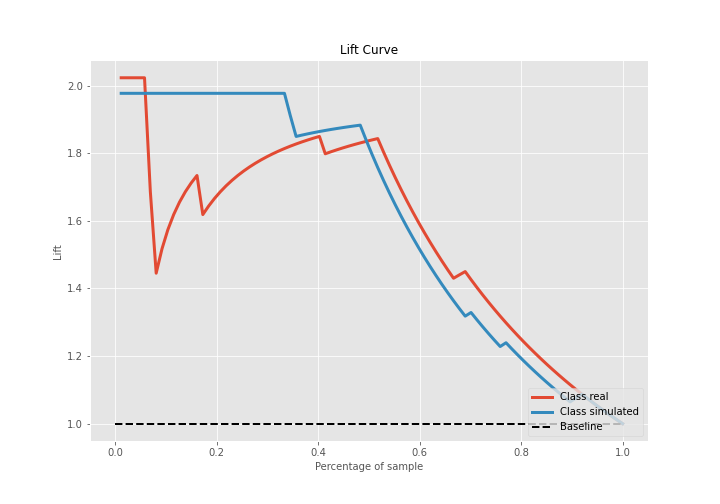 Lift Curve
Lift
2.0
1.8
1.6
1.4
1.2
1.0
0.0 0.2 0.4 0.6 0.8 1.0
Percentage of sample
Class real
Class simulated
Baseline